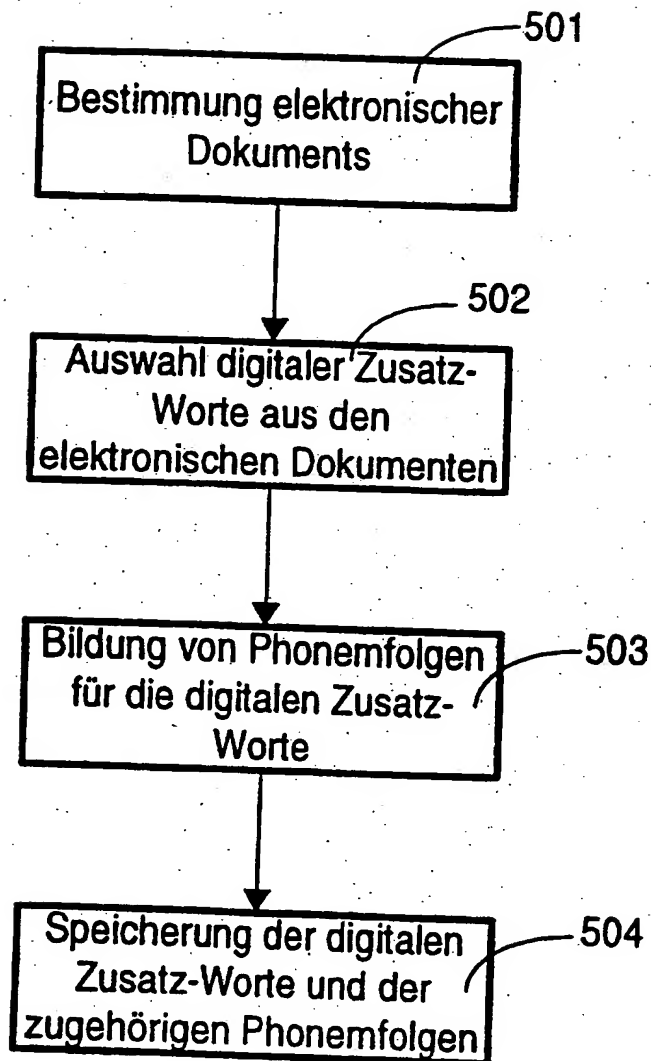 501
Bestimmung elektronischer
Dokuments
502
Auswahl digitaler Zusatz-
Worte aus den
elektronischen Dokumenten
Bildung von Phonemfolgen
503
für die digitalen Zusatz-
Worte
Speicherung der digitalen
504
Zusatz-Worte und der
zugehörigen Phonemfolgen